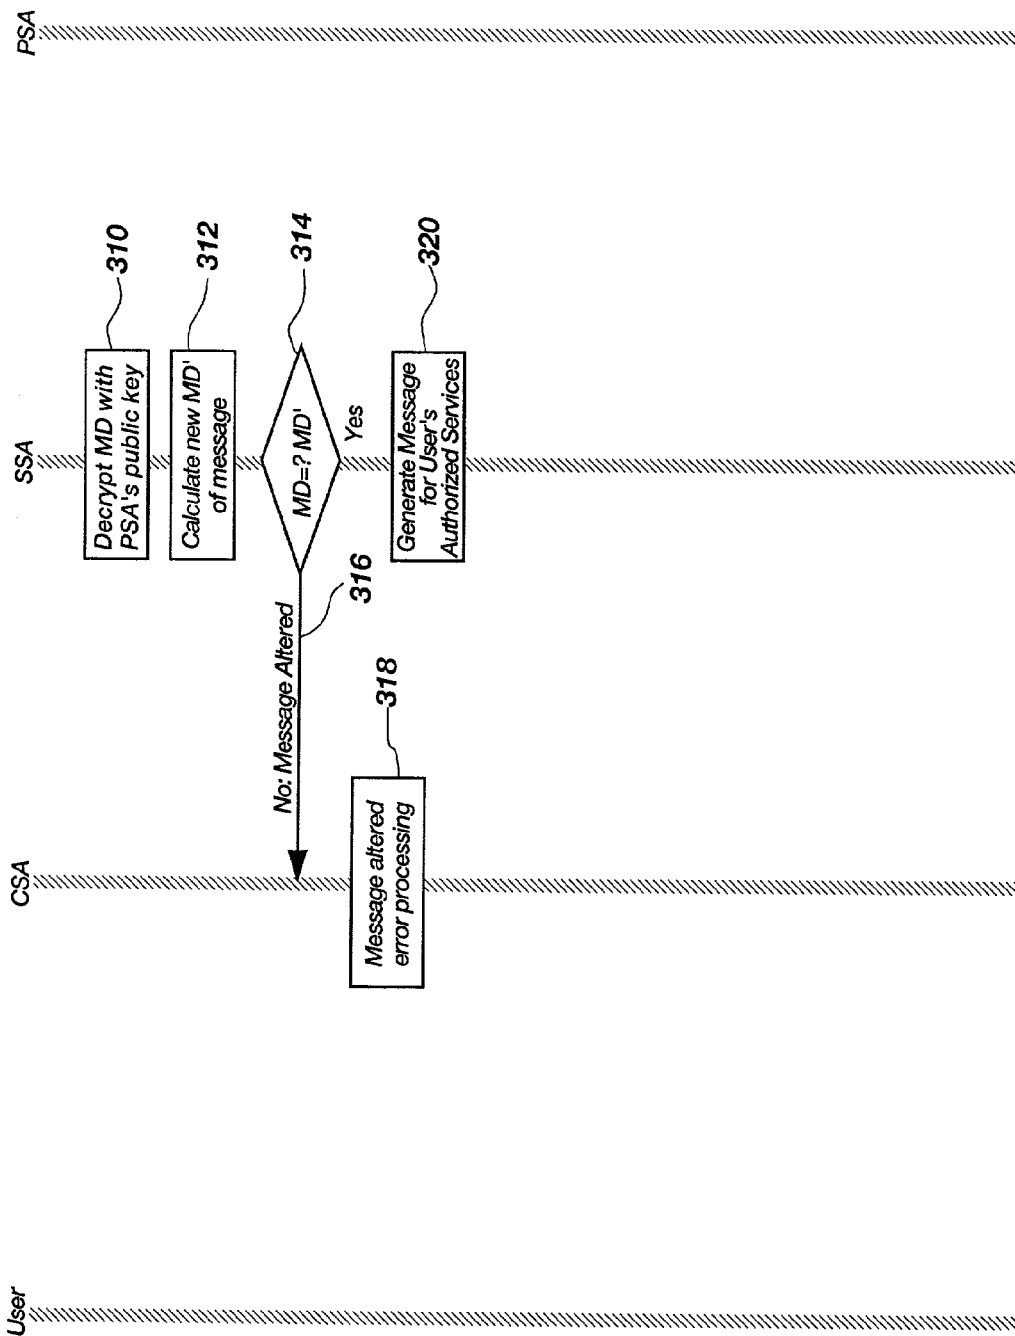 User
CSA
SSA
PSA
Decrypt MD with
PSA's public key
310
Calculate new MD'
of message
312
MD=? MD'
314
No: Message Altered
316
Yes
Message altered
error processing
318
Generate Message
for User's
Authorized Services
320